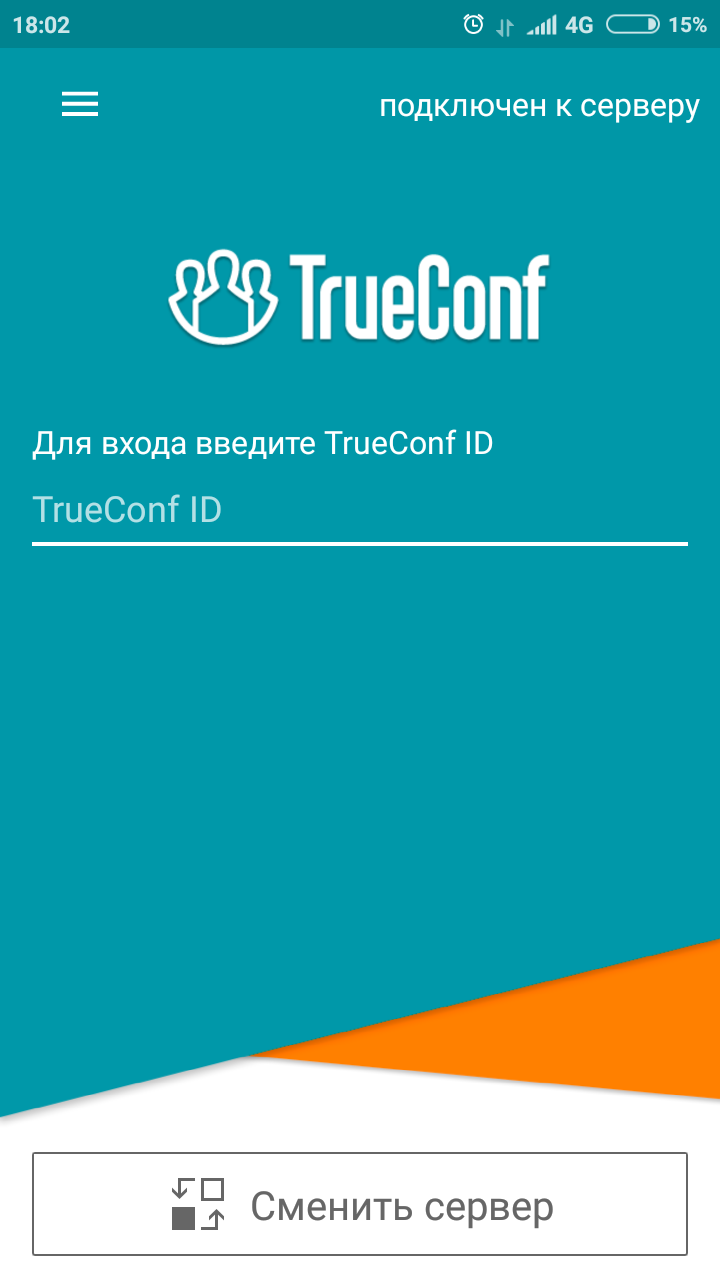 18:02 4G 15%
подключен к серверу
TrueConf
Для входа введите TrueConf ID
TrueConf ID
Сменить сервер